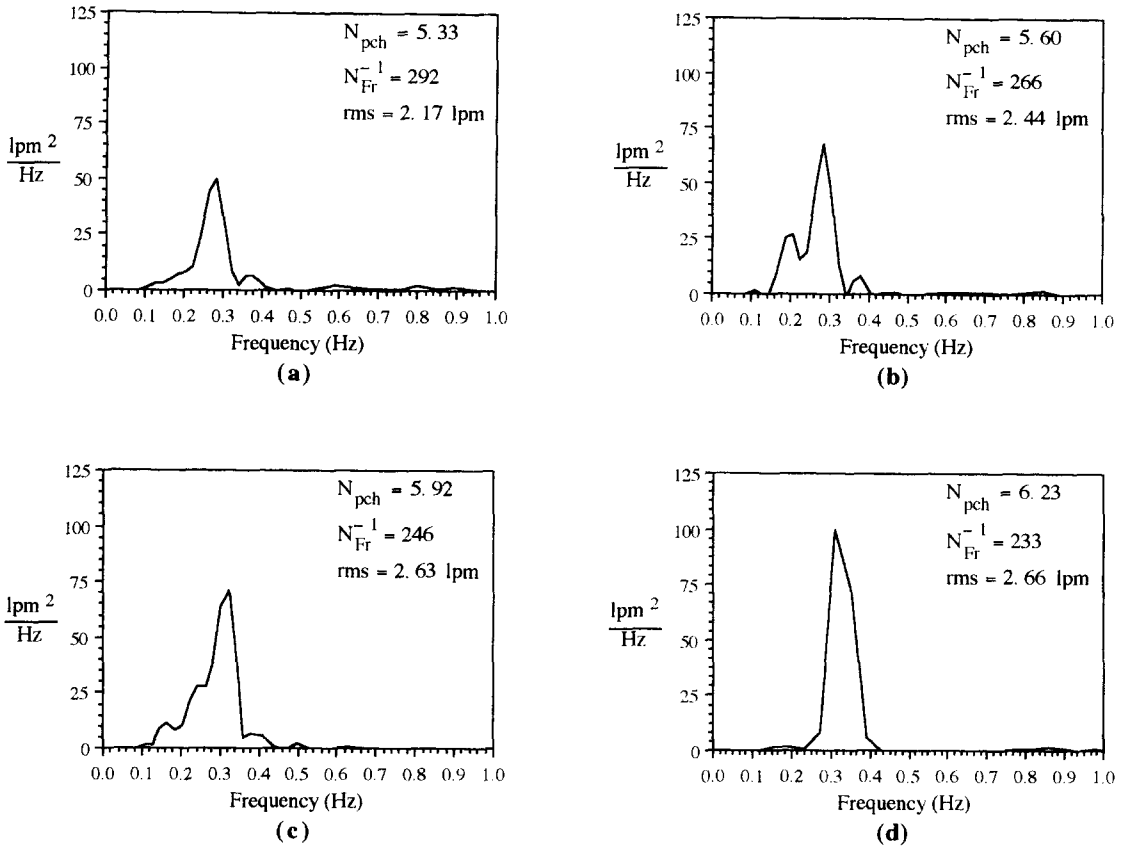 125
100
75
50
25
0
lpm 2
Hz
N pch = 5. 33
N Fr - 1 = 292
rms = 2. 17 lpm
0.0 0.1 0.2 0.3 0.4 0.5 0.6 0.7 0.8 0.9 1.0
Frequency (Hz)
(a)
125
100
75
50
25
0
lpm 2
Hz
N pch = 5. 60
N Fr - 1 = 266
rms = 2. 44 lpm
0.0 0.1 0.2 0.3 0.4 0.5 0.6 0.7 0.8 0.9 1.0
Frequency (Hz)
(b)
125
100
75
50
25
0
lpm 2
Hz
N pch = 5. 92
N Fr - 1 = 246
rms = 2. 63 lpm
0.0 0.1 0.2 0.3 0.4 0.5 0.6 0.7 0.8 0.9 1.0
Frequency (Hz)
(c)
125
100
75
50
25
0
lpm 2
Hz
N pch = 6. 23
N Fr - 1 = 233
rms = 2. 66 lpm
0.0 0.1 0.2 0.3 0.4 0.5 0.6 0.7 0.8 0.9 1.0
Frequency (Hz)
(d)